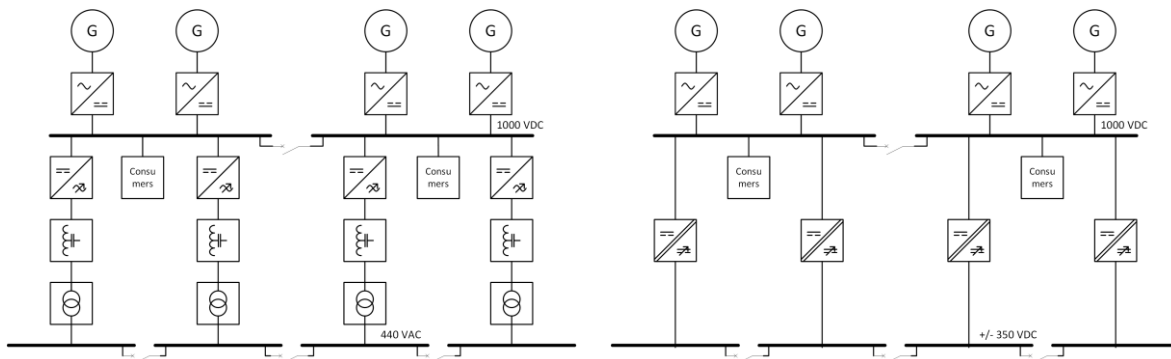 G G G G G G G G
1000 VDC
1000 VDC
Consu
mers
Consu
mers
Consu
mers
Consu
mers
440 VAC
+/- 350 VDC